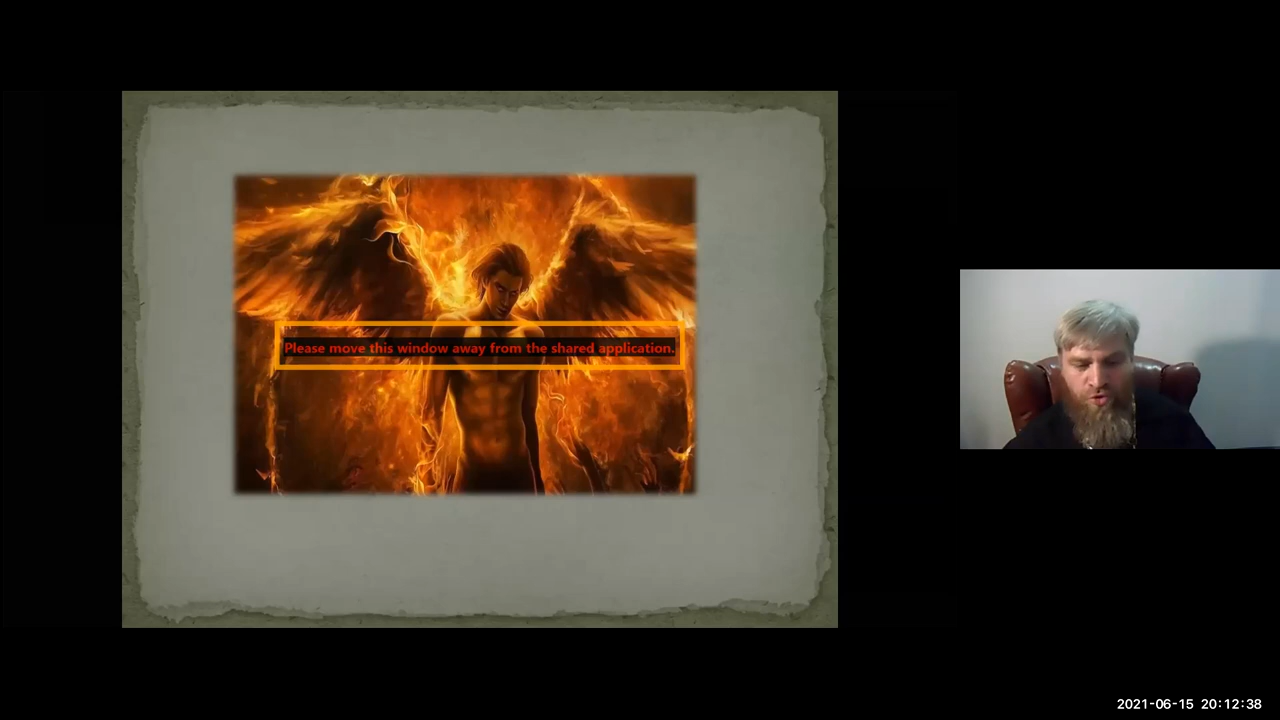 Please move this window away from the shared application.
2021-06-15 20:12:38